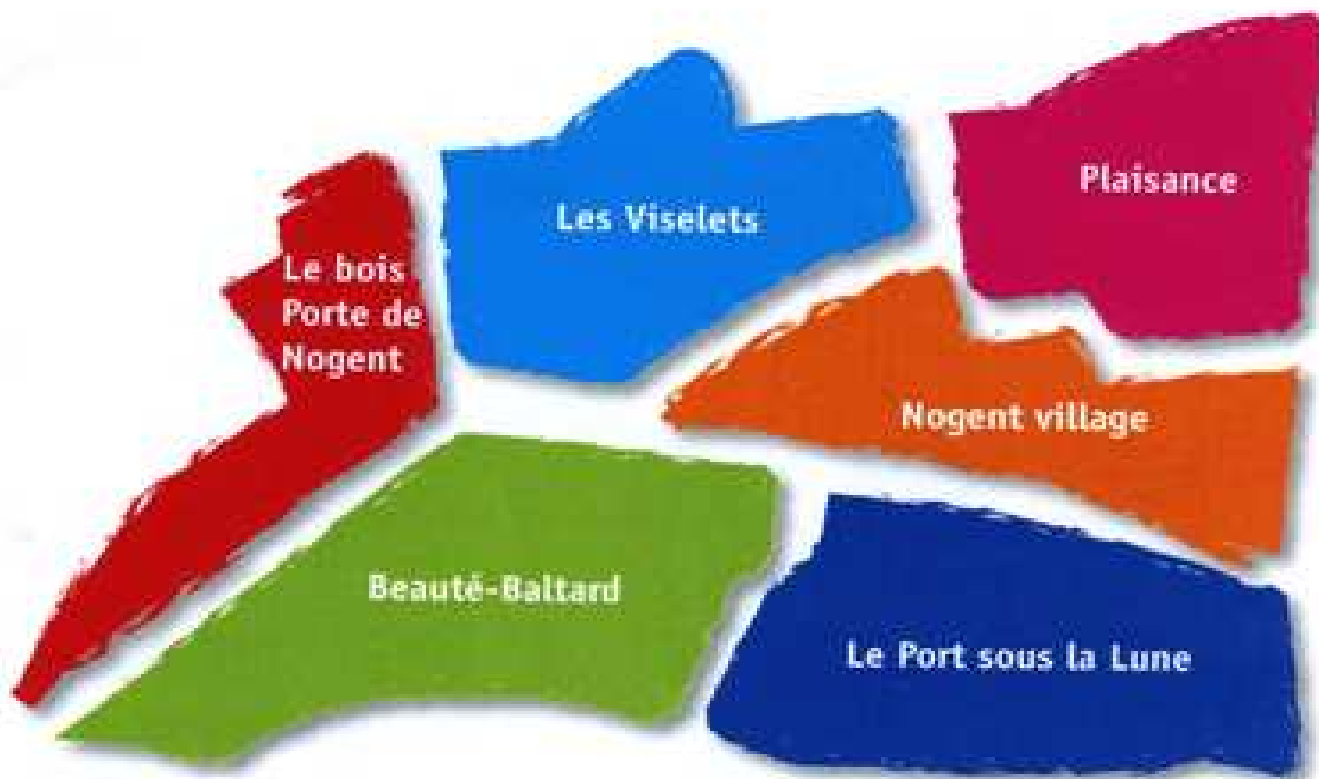 Plaisance
Les Viselets
Le bois
Porte de
Nogent
Nogent village
Beauté-Baltard
Le Port sous la Lune